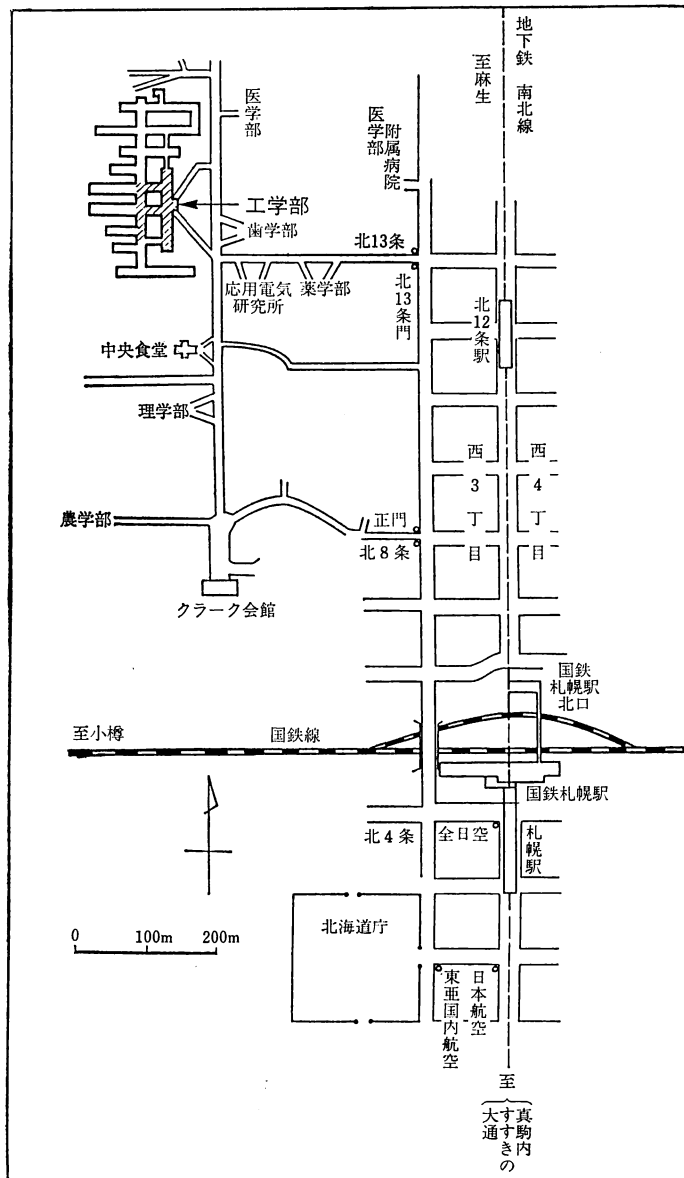 地下鉄 南北線
至麻生
医学部
医学部
附属病院
工学部
歯学部
北13条
応用電気
研究所
薬学部
北13条門
北12条駅
中央食堂
理学部
西3丁目
西4丁目
農学部
正門
北8条
クラーク会館
国鉄
札幌駅
北口
至小樽
国鉄線
国鉄札幌駅
北4条
全日空
札幌駅
0 100m 200m
北海道庁
東亜国内航空
日本航空
至
真駒内
すすきの
大通